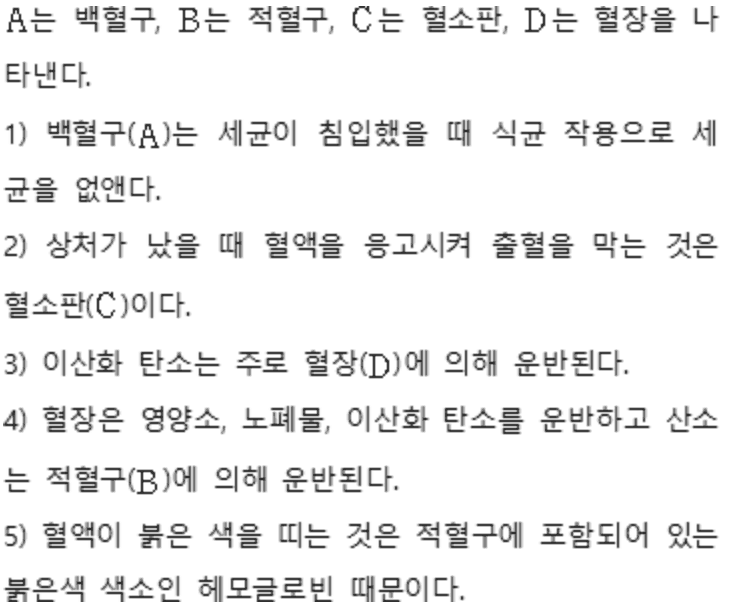 A는 백혈구, B는 적혈구, C는 혈소판, D는 혈장을 나
타낸다.
1) 백혈구(A)는 세균이 침입했을 때 식균 작용으로 세
균을 없앤다.
2) 상처가 났을 때 혈액을 응고시켜 출혈을 막는 것은
혈소판(C)이다.
3) 이산화 탄소는 주로 혈장(D)에 의해 운반된다.
4) 혈장은 영양소, 노폐물, 이산화 탄소를 운반하고 산소
는 적혈구(B)에 의해 운반된다.
5) 혈액이 붉은 색을 띠는 것은 적혈구에 포함되어 있는
붉은색 색소인 헤모글로빈 때문이다.